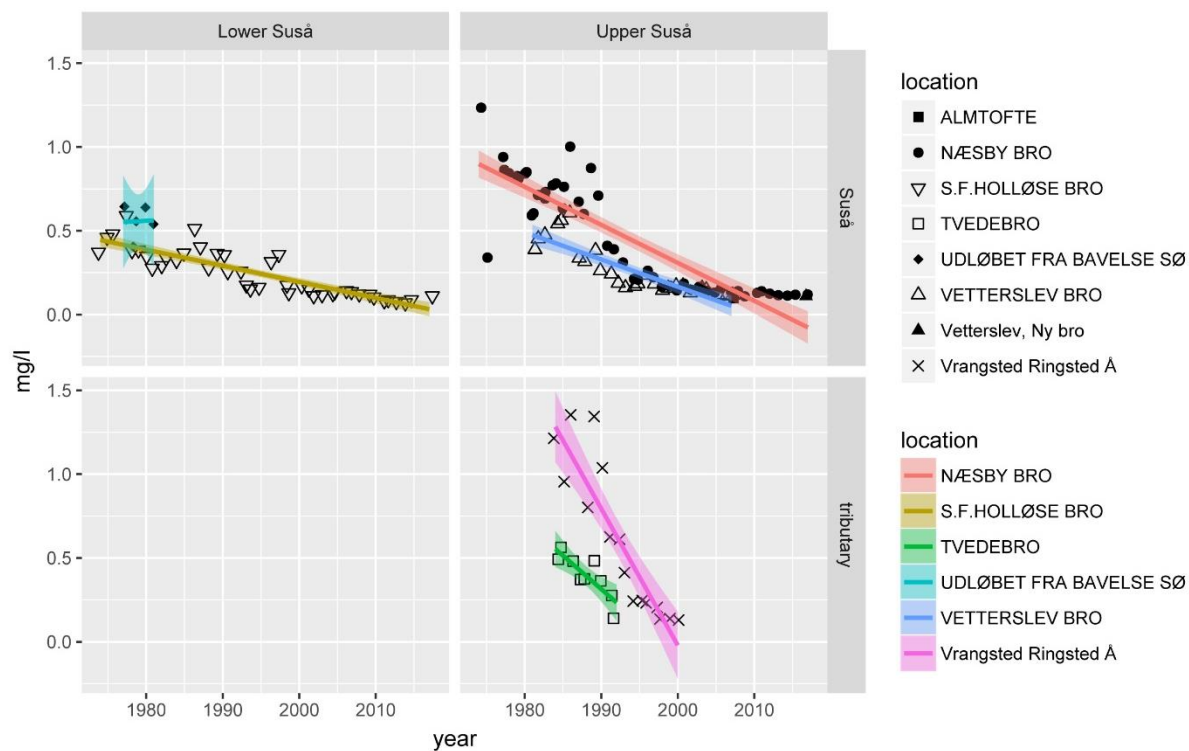 Lower Suså
Upper Suså
mg/l
1.5
1.0
0.5
0.0
Suså
1.5
1.0
0.5
0.0
tributary
1980
1990
2000
2010
1980
1990
2000
2010
year
location
ALMTOFTE
NÆSBY BRO
S.F.HOLLØSE BRO
TVEDEBRO
UDLØBET FRA BAVELSE SØ
VETTERSLEV BRO
Vetterslev, Ny bro
Vrangsted Ringsted Å
location
NÆSBY BRO
S.F.HOLLØSE BRO
TVEDEBRO
UDLØBET FRA BAVELSE SØ
VETTERSLEV BRO
Vrangsted Ringsted Å